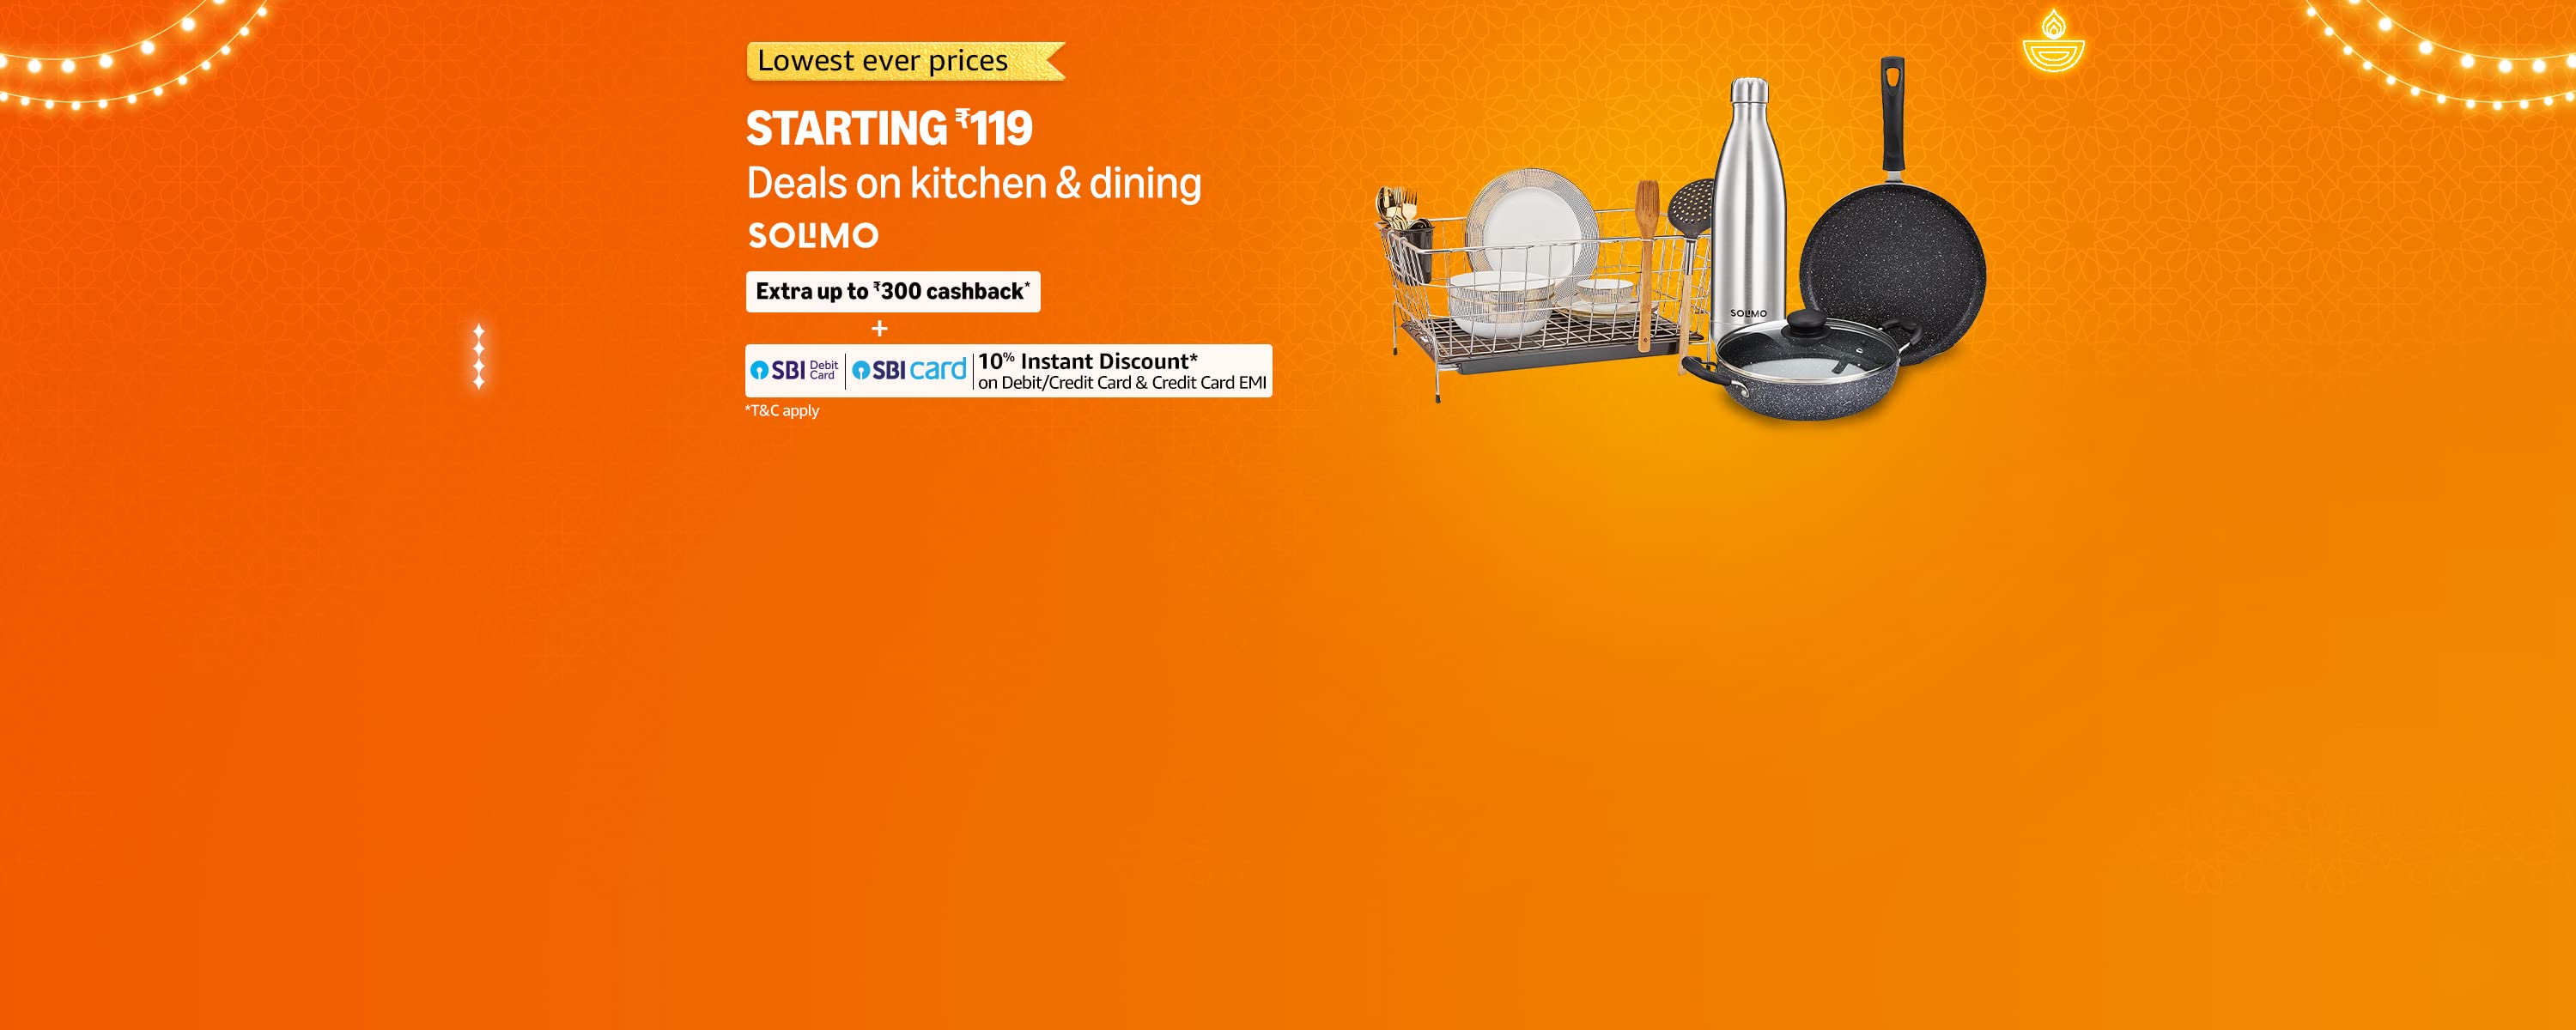 Lowest ever prices
STARTING ₹119
Deals on kitchen & dining
SOLIMO
Extra up to ₹300 cashback*
+
SBI Debit Card | SBI card | 10% Instant Discount*
on Debit/Credit Card & Credit Card EMI
*T&C apply
SOLIMO